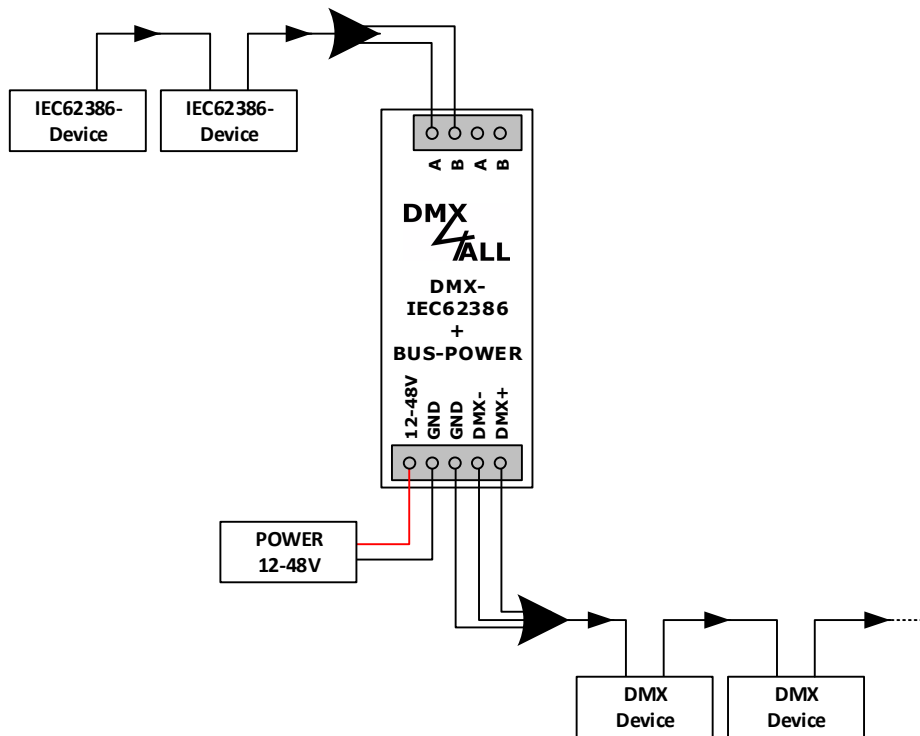 IEC62386-
Device
IEC62386-
Device
A
B
A
B
DMX
4
ALL
DMX-
IEC62386
+
BUS-POWER
12-48V
GND
GND
DMX-
DMX+
POWER
12-48V
DMX
Device
DMX
Device